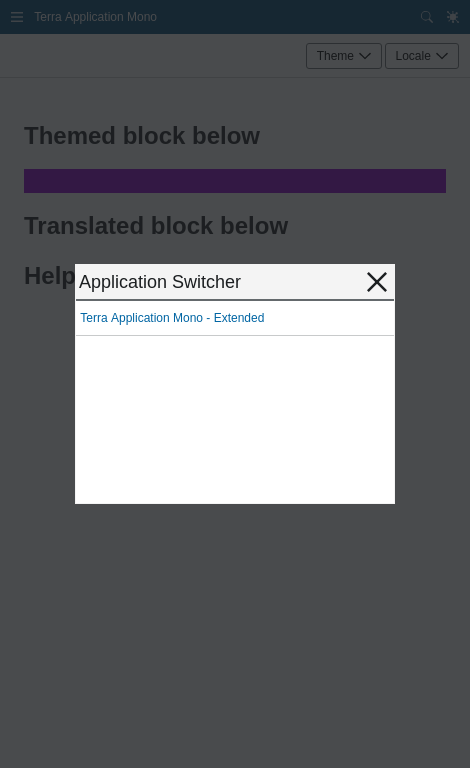 Terra Application Mono
Theme
Locale
Themed block below
Translated block below
Help
Application Switcher
Terra Application Mono - Extended